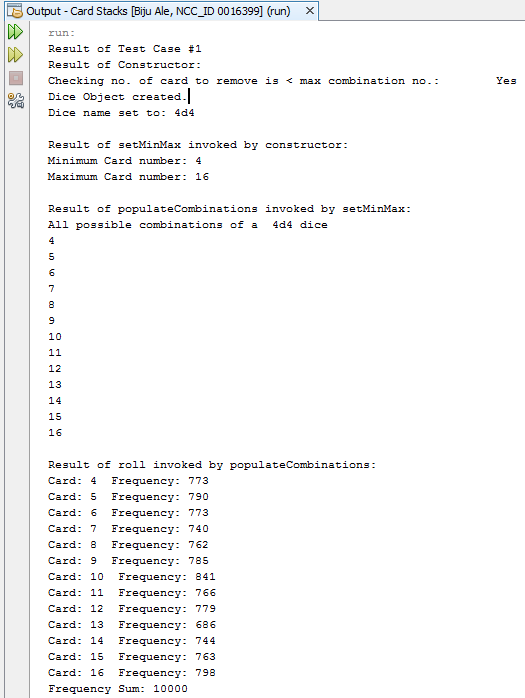 Output - Card Stacks [Biju Ale, NCC_ID 0016399] (run)
run:
Result of Test Case #1
Result of Constructor:
Checking no. of card to remove is < max combination no.: Yes
Dice Object created.
Dice name set to: 4d4
Result of setMinMax invoked by constructor:
Minimum Card number: 4
Maximum Card number: 16
Result of populateCombinations invoked by setMinMax:
All possible combinations of a  4d4 dice
4
5
6
7
8
9
10
11
12
13
14
15
16
Result of roll invoked by populateCombinations:
Card: 4  Frequency: 773
Card: 5  Frequency: 790
Card: 6  Frequency: 773
Card: 7  Frequency: 740
Card: 8  Frequency: 762
Card: 9  Frequency: 785
Card: 10  Frequency: 841
Card: 11  Frequency: 766
Card: 12  Frequency: 779
Card: 13  Frequency: 686
Card: 14  Frequency: 744
Card: 15  Frequency: 763
Card: 16  Frequency: 798
Frequency Sum: 10000